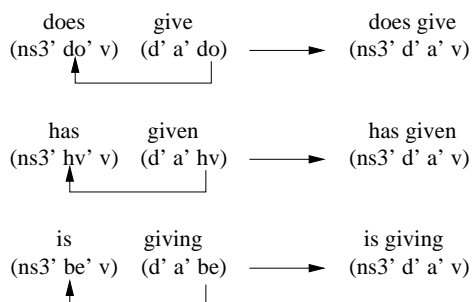 does give does give
(ns3' do' v) (d' a' do) (ns3' d' a' v)
has given has given
(ns3' hv' v) (d' a' hv) (ns3' d' a' v)
is giving is giving
(ns3' be' v) (d' a' be) (ns3' d' a' v)